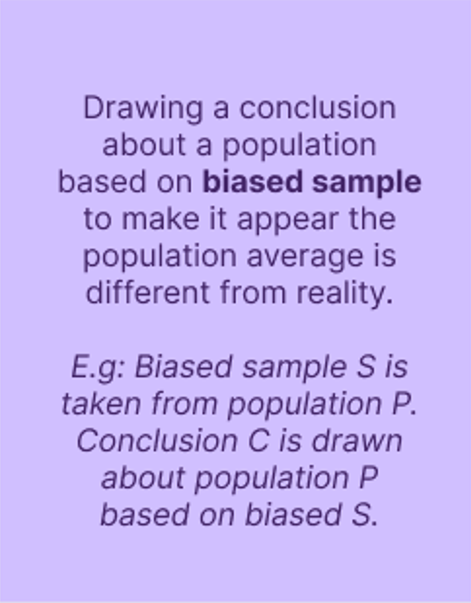 Drawing a conclusion
about a population
based on biased sample
to make it appear the
population average is
different from reality.
E.g: Biased sample S is
taken from population P.
Conclusion C is drawn
about population P
based on biased S.